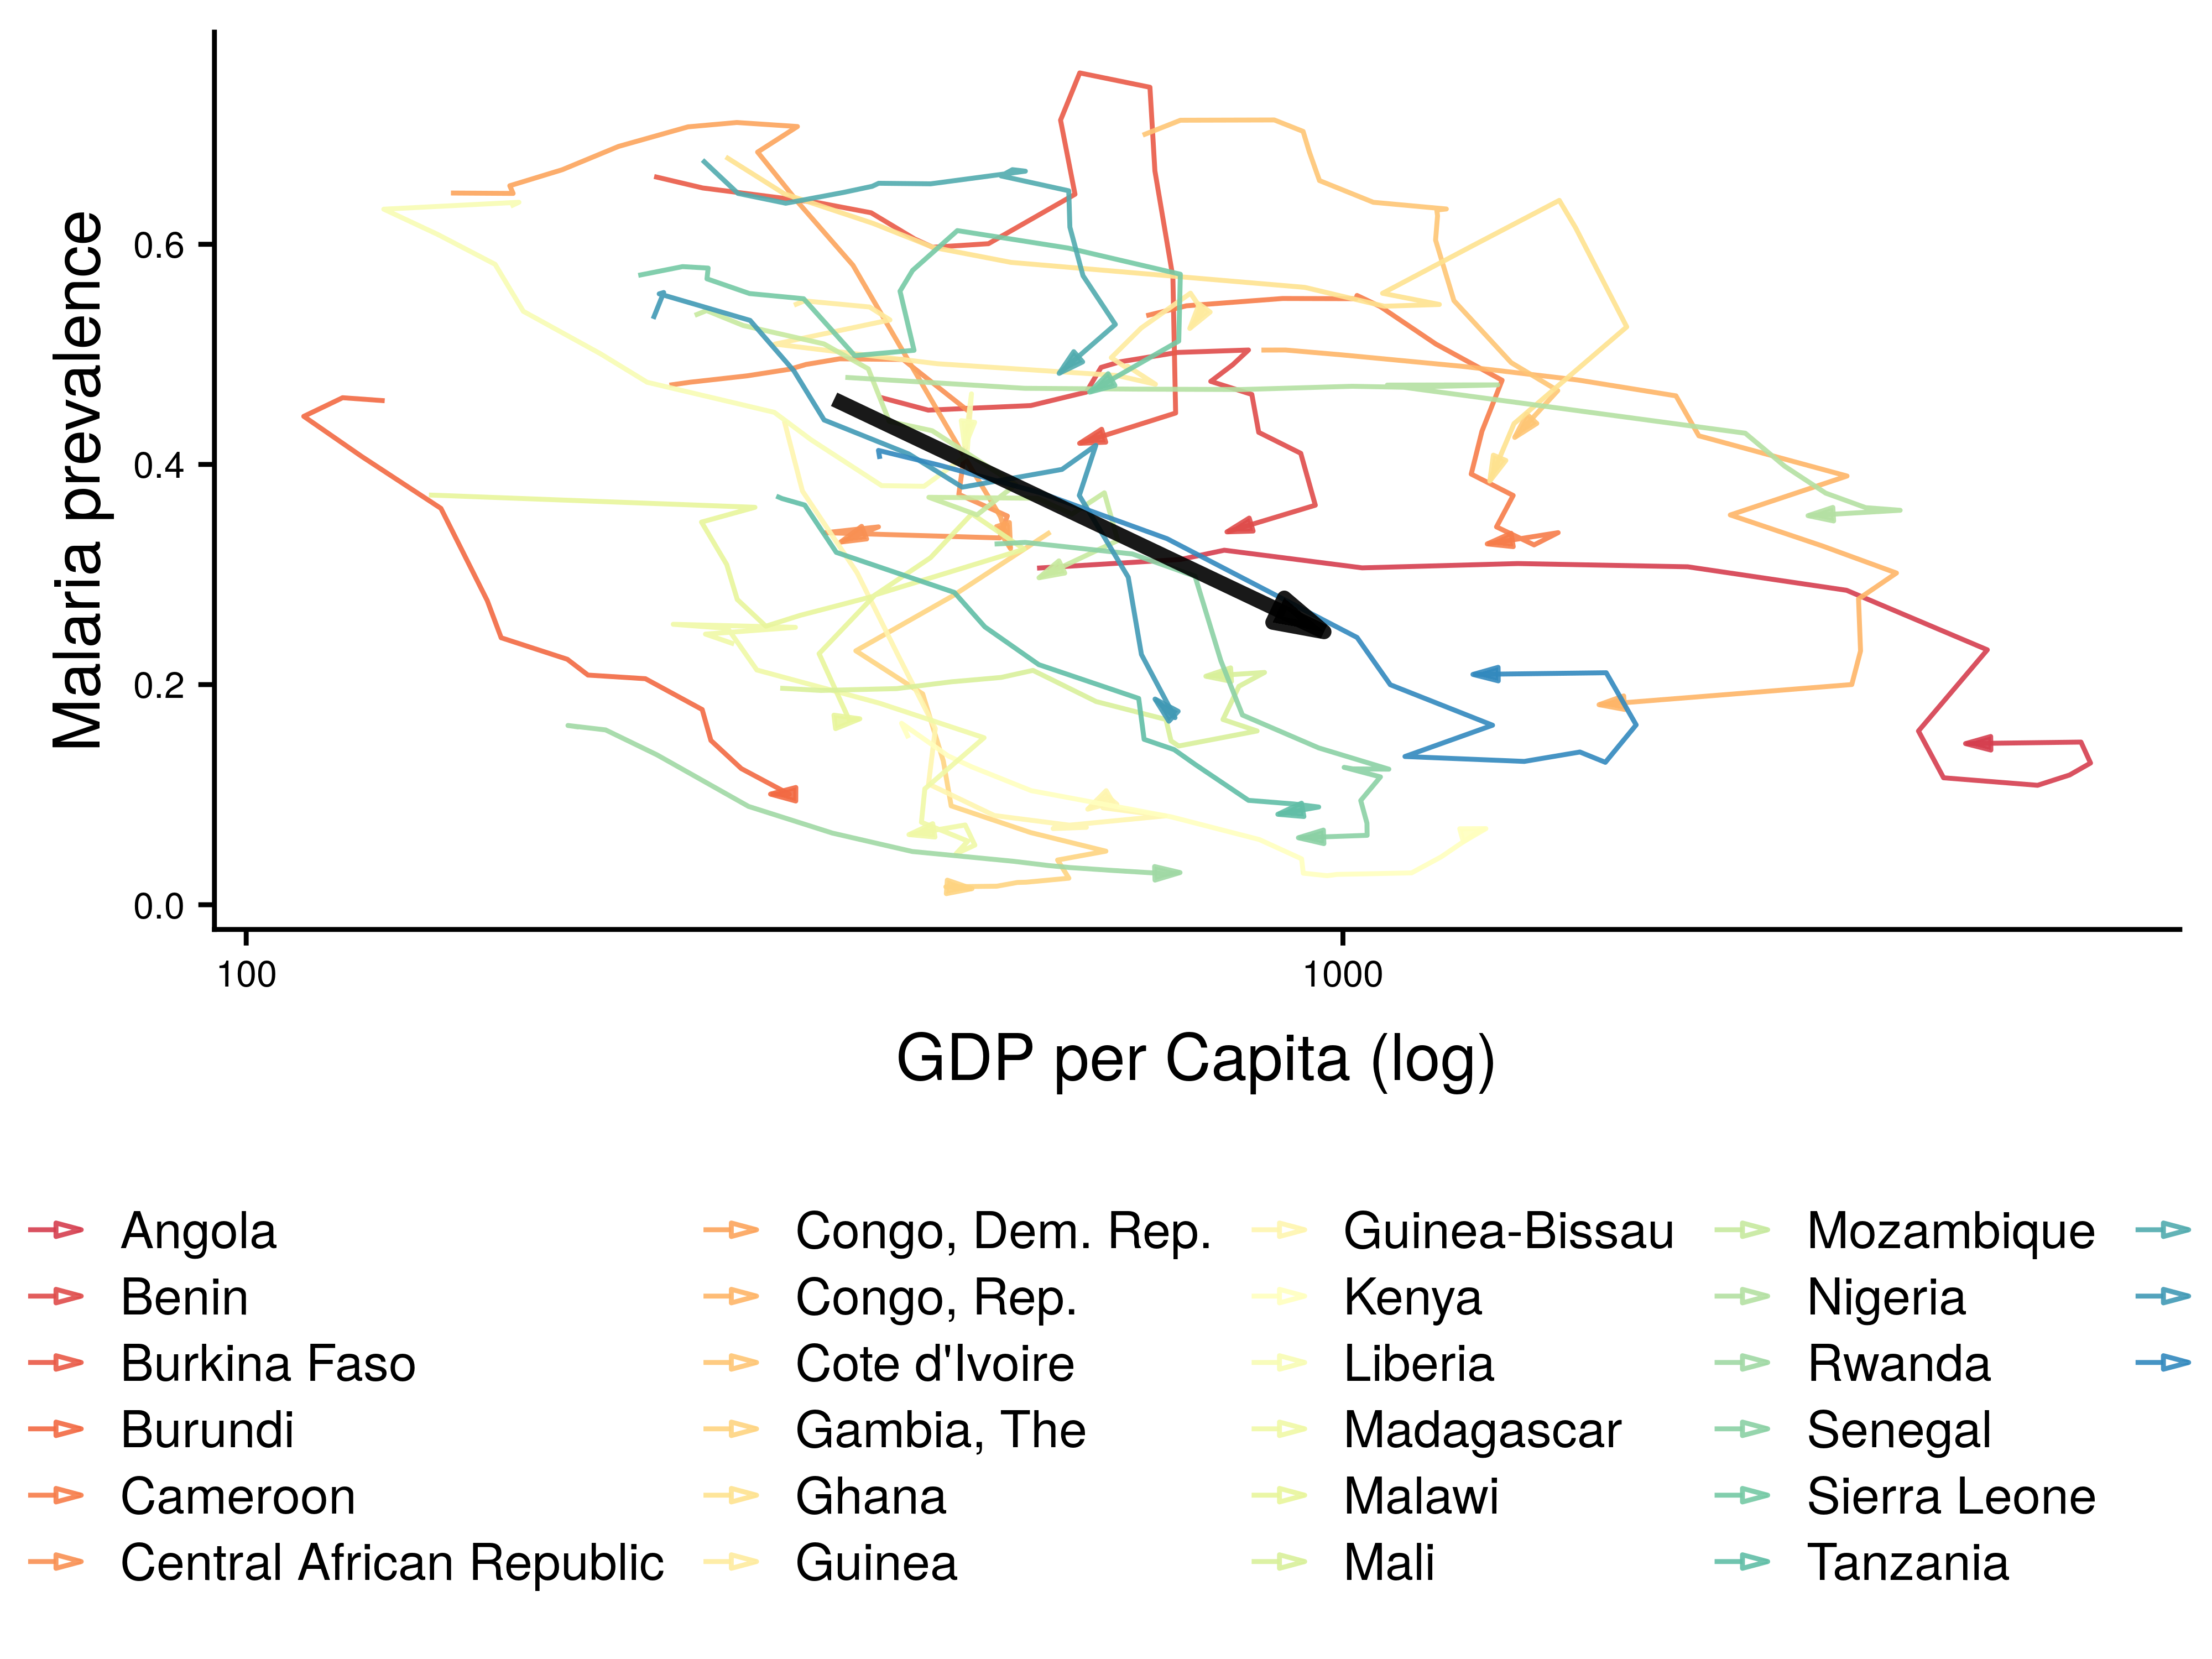 Malaria prevalence
0.6
0.4
0.2
0.0
100
1000
GDP per Capita (log)
Angola
Benin
Burkina Faso
Burundi
Cameroon
Central African Republic
Congo, Dem. Rep.
Congo, Rep.
Cote d'Ivoire
Gambia, The
Ghana
Guinea
Guinea-Bissau
Kenya
Liberia
Madagascar
Malawi
Mali
Mozambique
Nigeria
Rwanda
Senegal
Sierra Leone
Tanzania